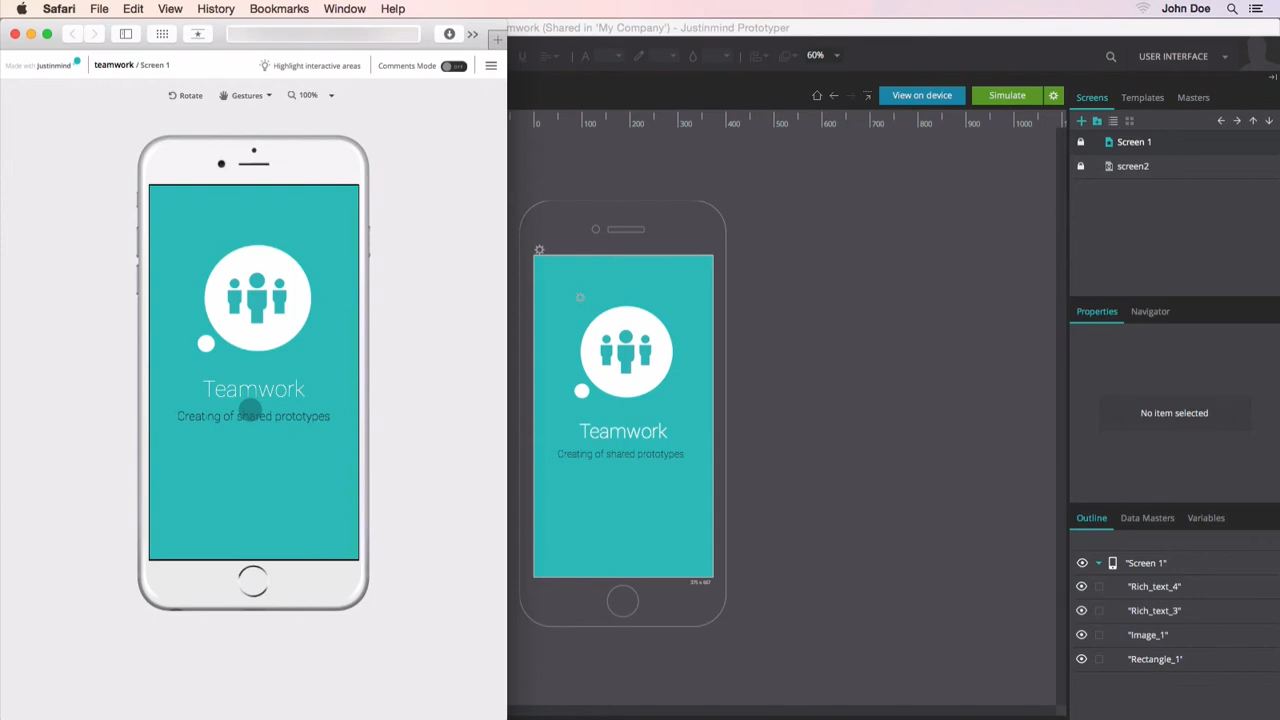 Safari File Edit View History Bookmarks Window Help John Doe
mwork (Shared in 'My Company') - Justinmind Prototyper
Made with Justinmind teamwork / Screen 1 Highlight interactive areas Comments Mode OFF
U A 60% USER INTERFACE
Rotate Gestures 100%
View on device Simulate
Screens Templates Masters
0 100 200 300 400 500 600 700 800 900 1000
Screen 1
screen2
Teamwork
Creating of shared prototypes
Teamwork
Creating of shared prototypes
375 x 667
Properties Navigator
No item selected
Outline Data Masters Variables
"Screen 1"
"Rich_text_4"
"Rich_text_3"
"Image_1"
"Rectangle_1'